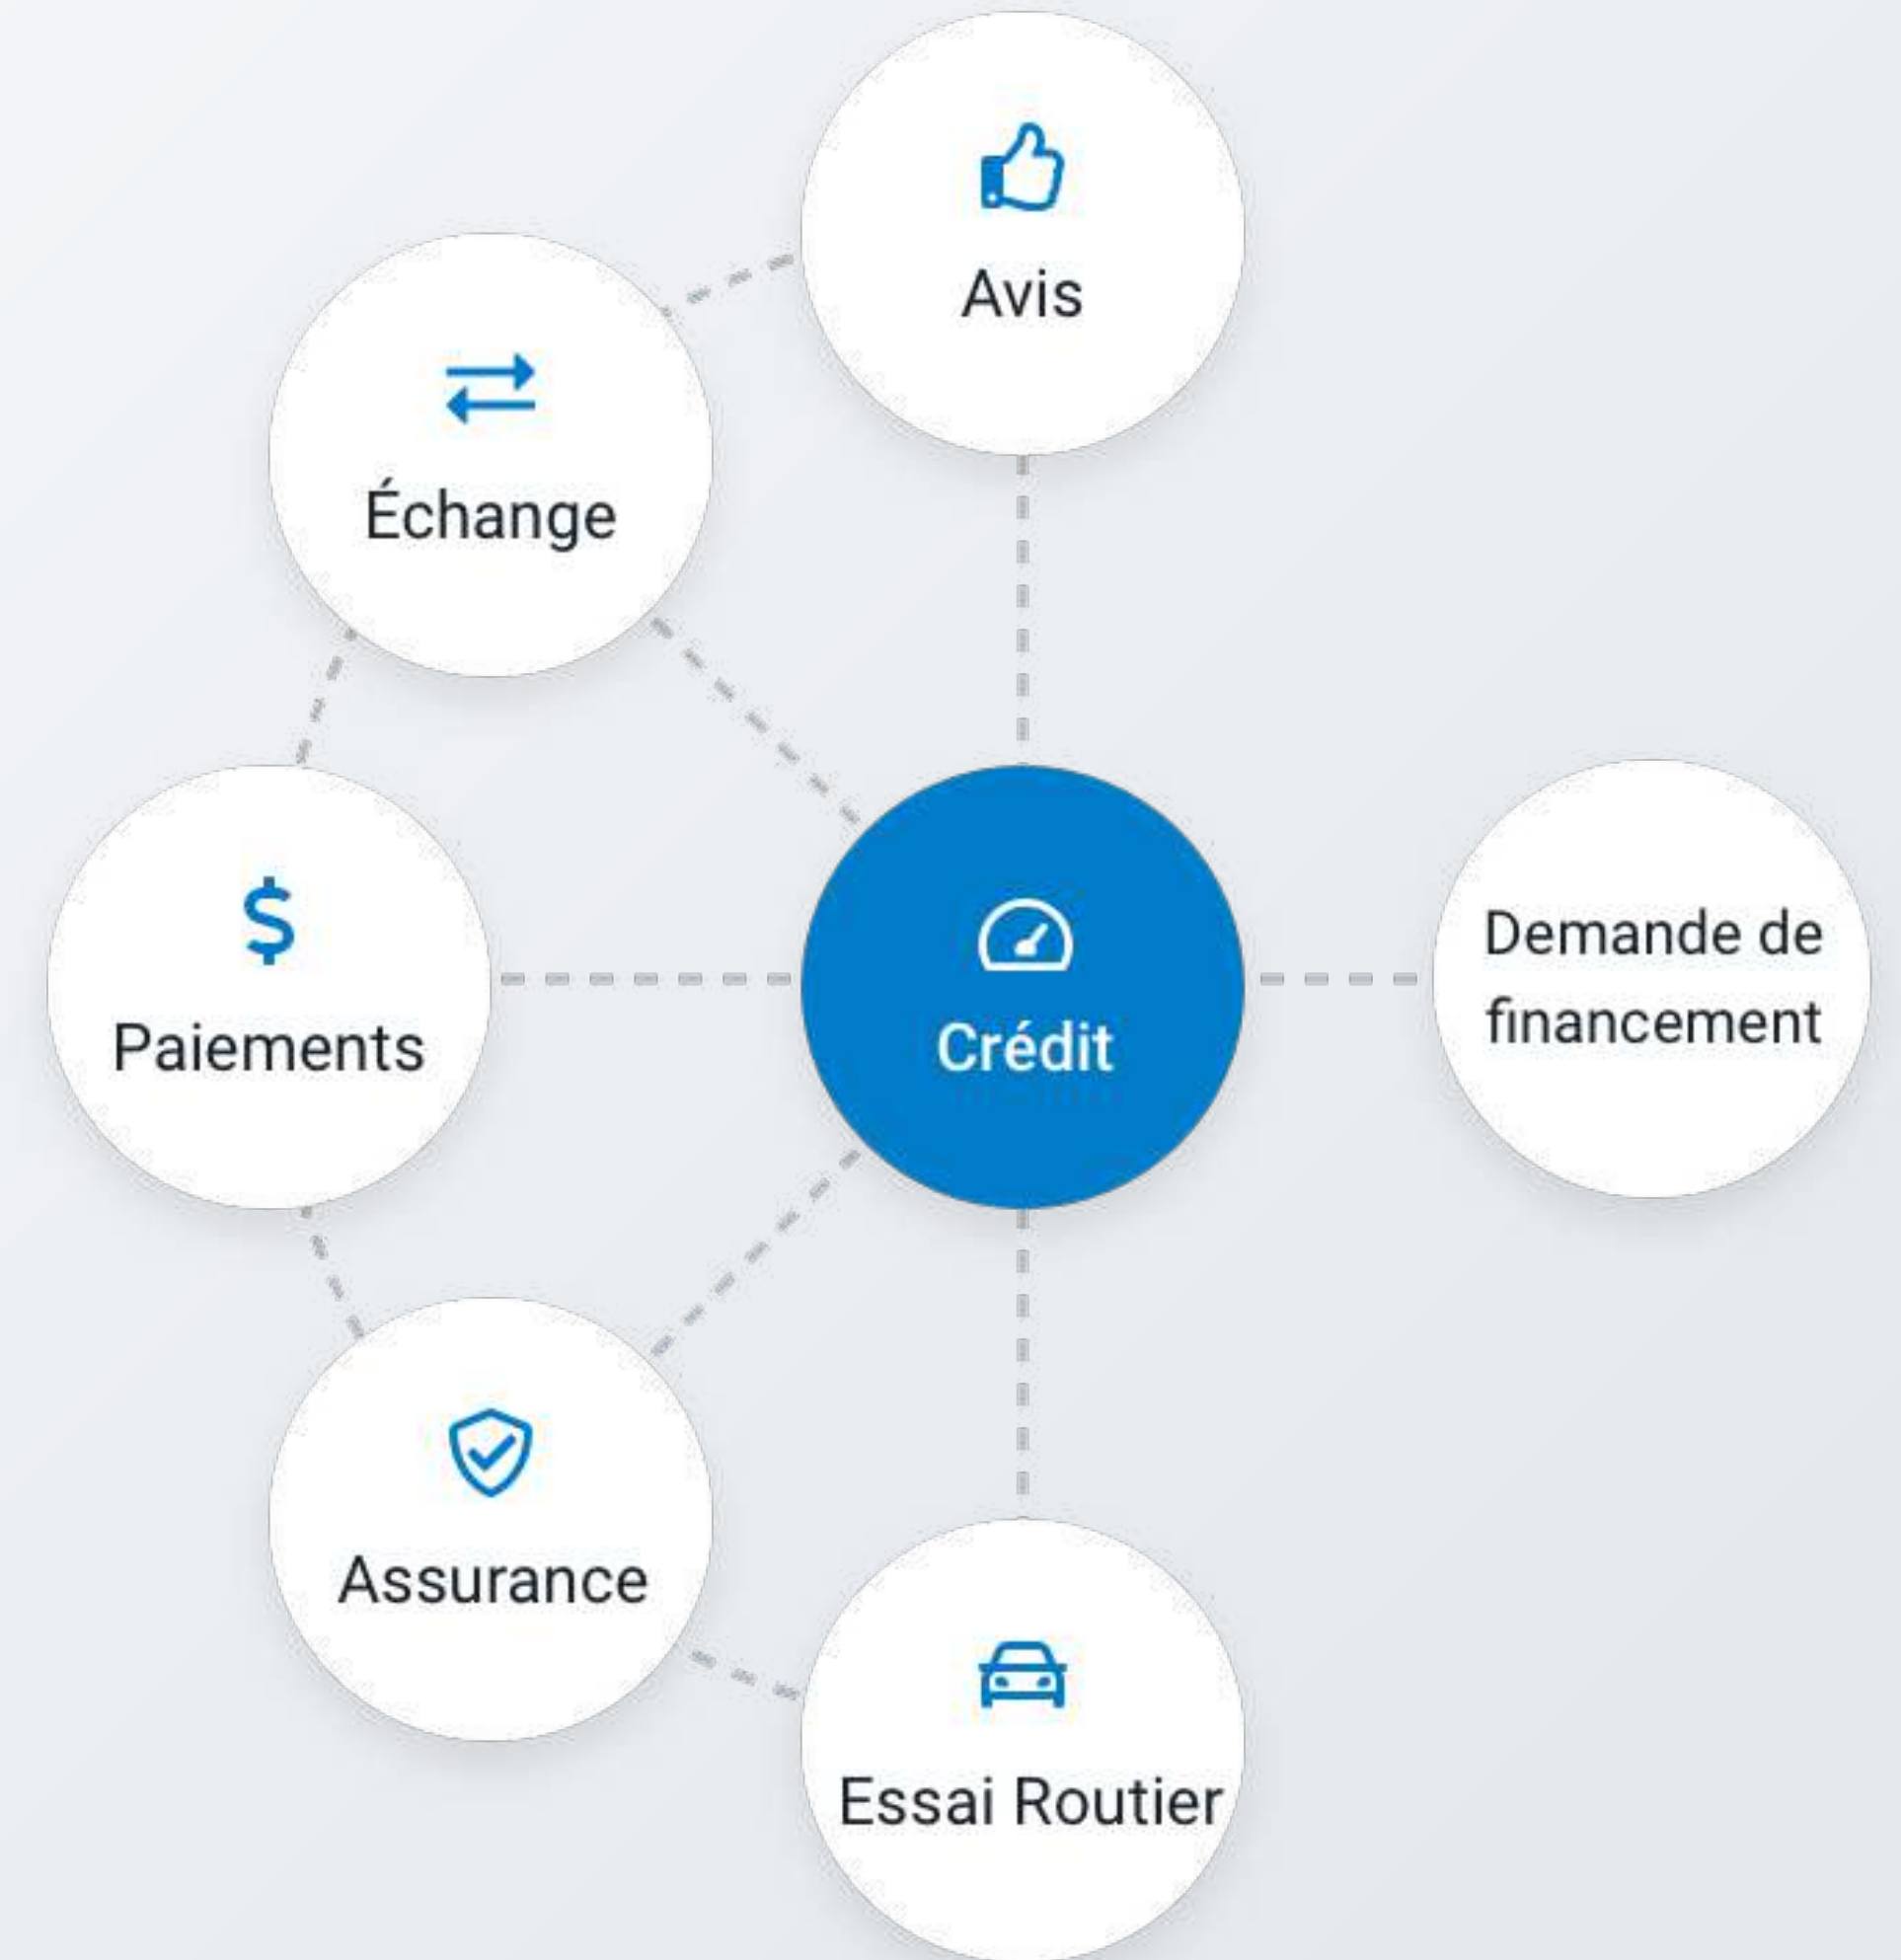 Avis
Échange
Paiements
Crédit
Demande de
financement
Assurance
Essai Routier